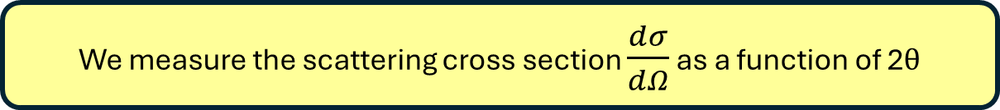 We measure the scattering cross section dσ/dΩ as a function of 2θ